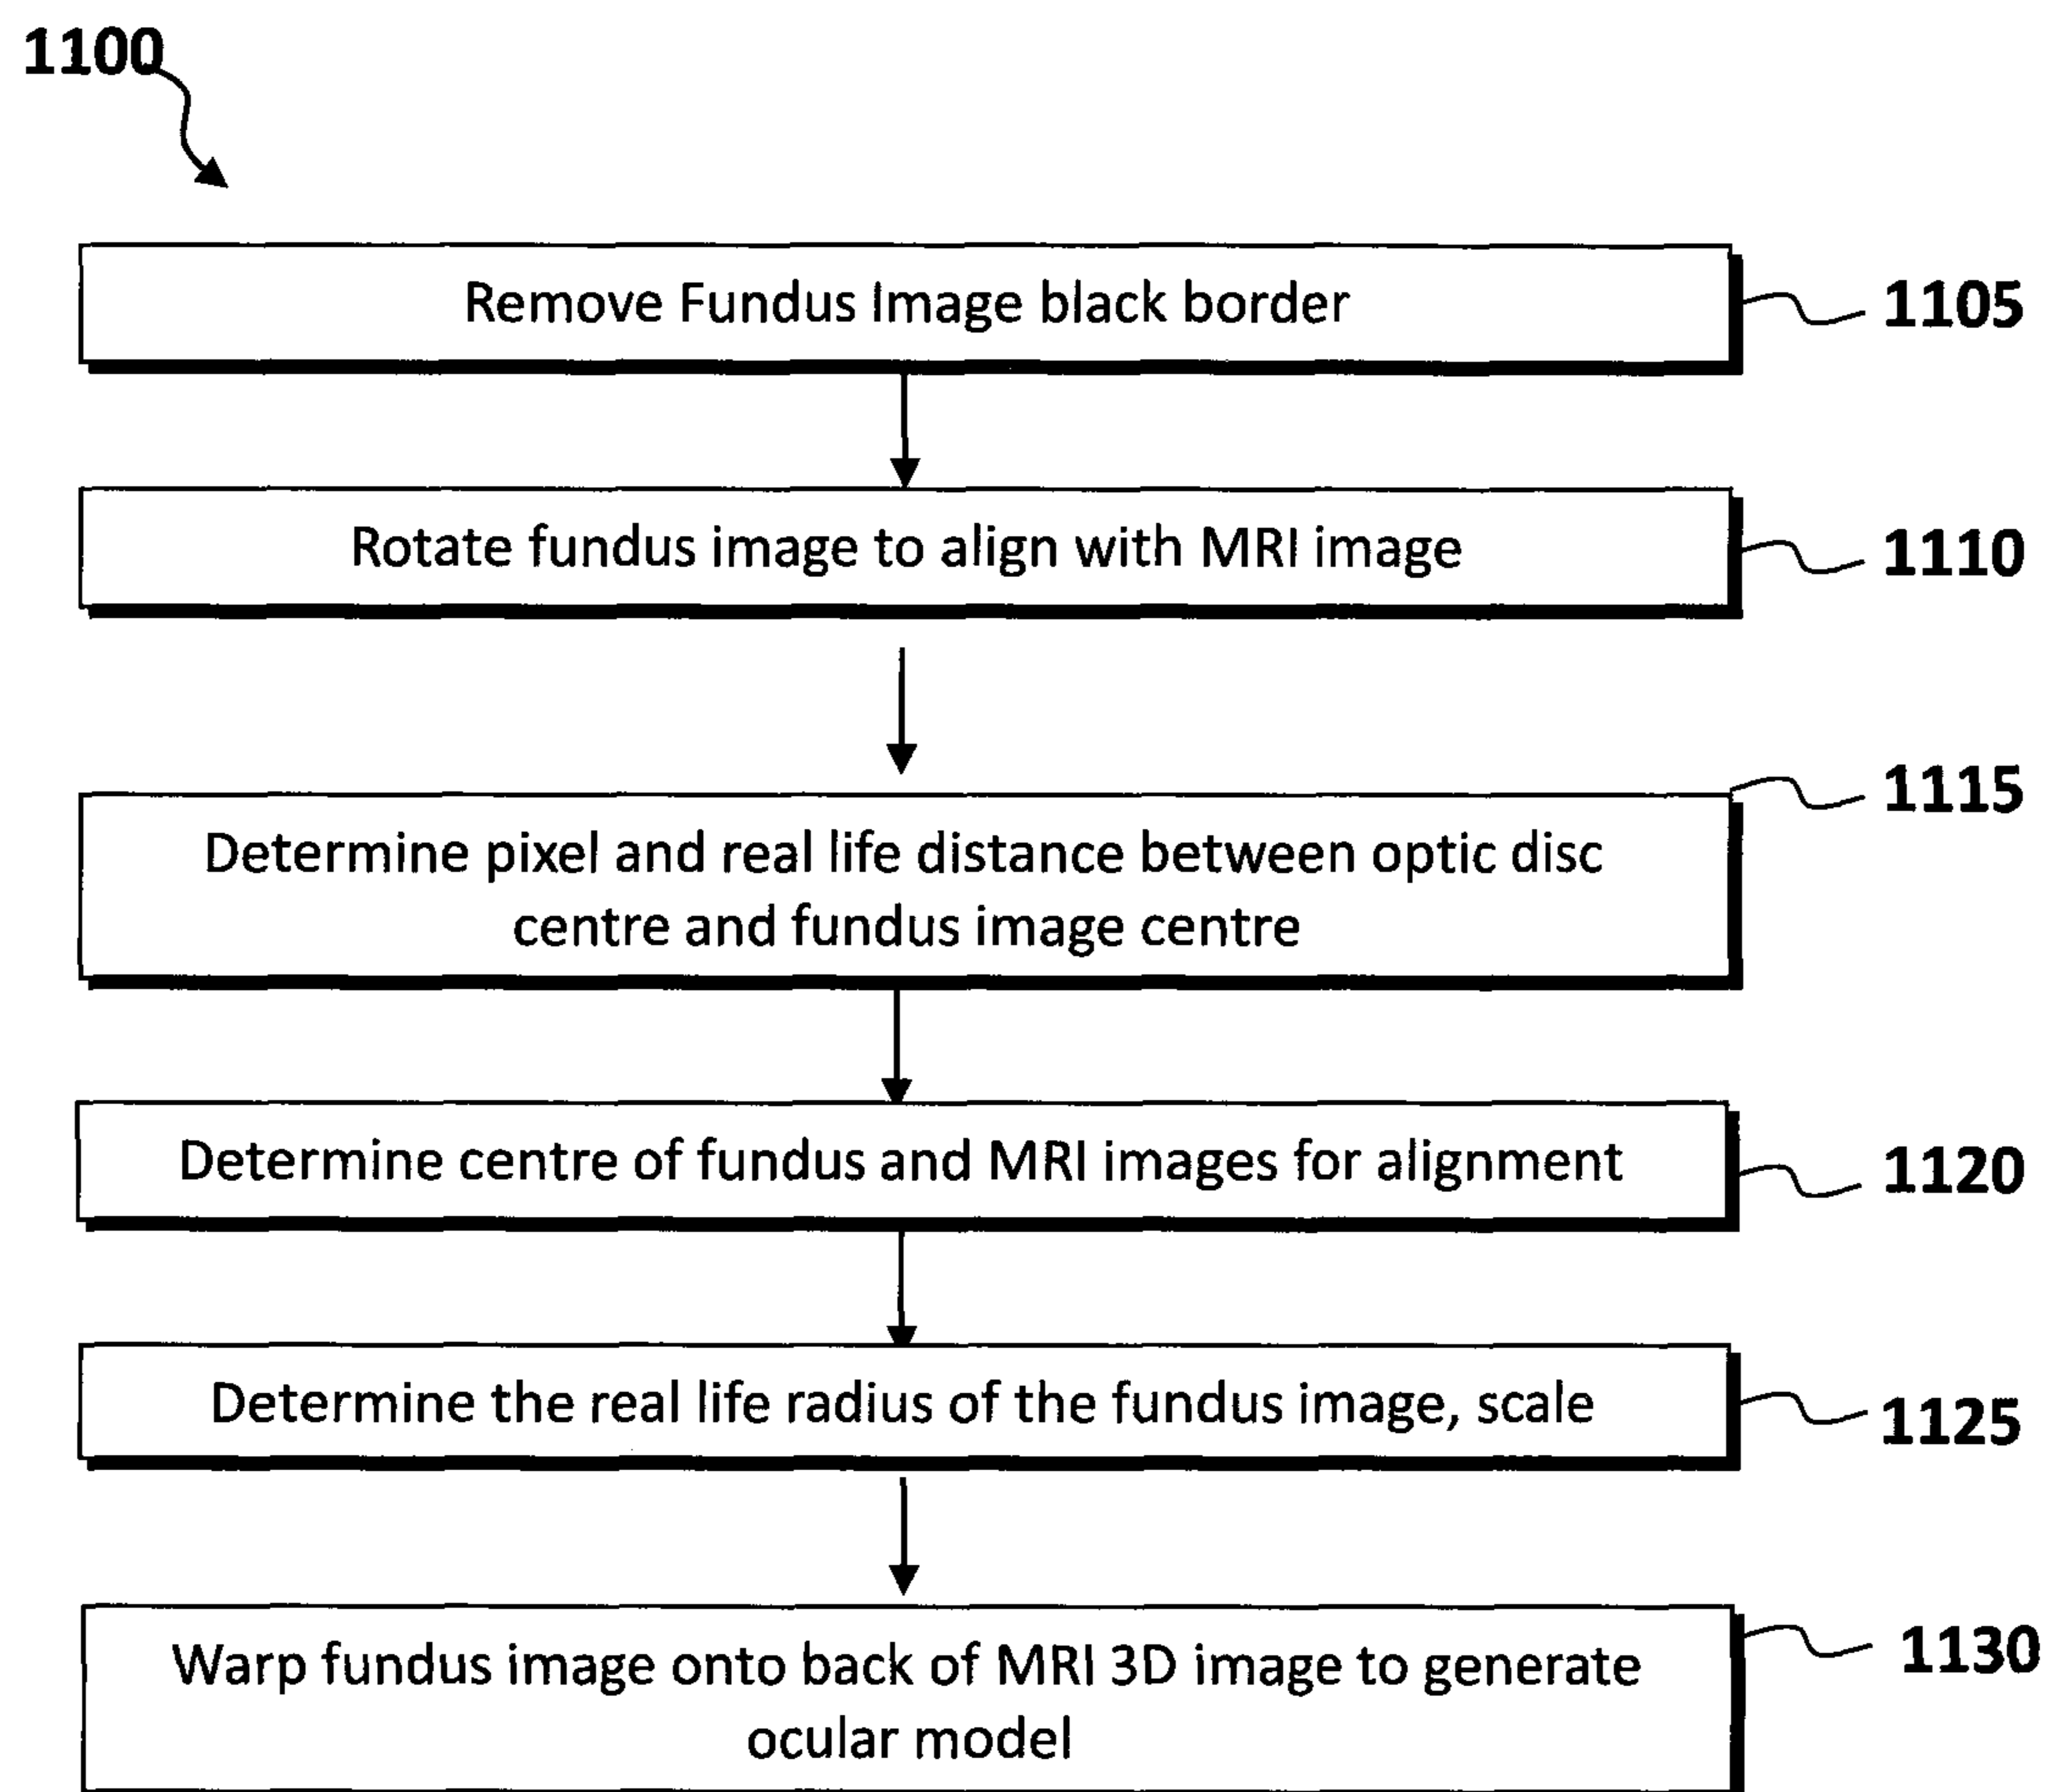 1100
Remove Fundus Image black border
1105
Rotate fundus image to align with MRI image
1110
1115
Determine pixel and real life distance between optic disc
centre and fundus image centre
Determine centre of fundus and MRI images for alignment
1120
Determine the real life radius of the fundus image, scale
1125
Warp fundus image onto back of MRI 3D image to generate
1130
ocular model